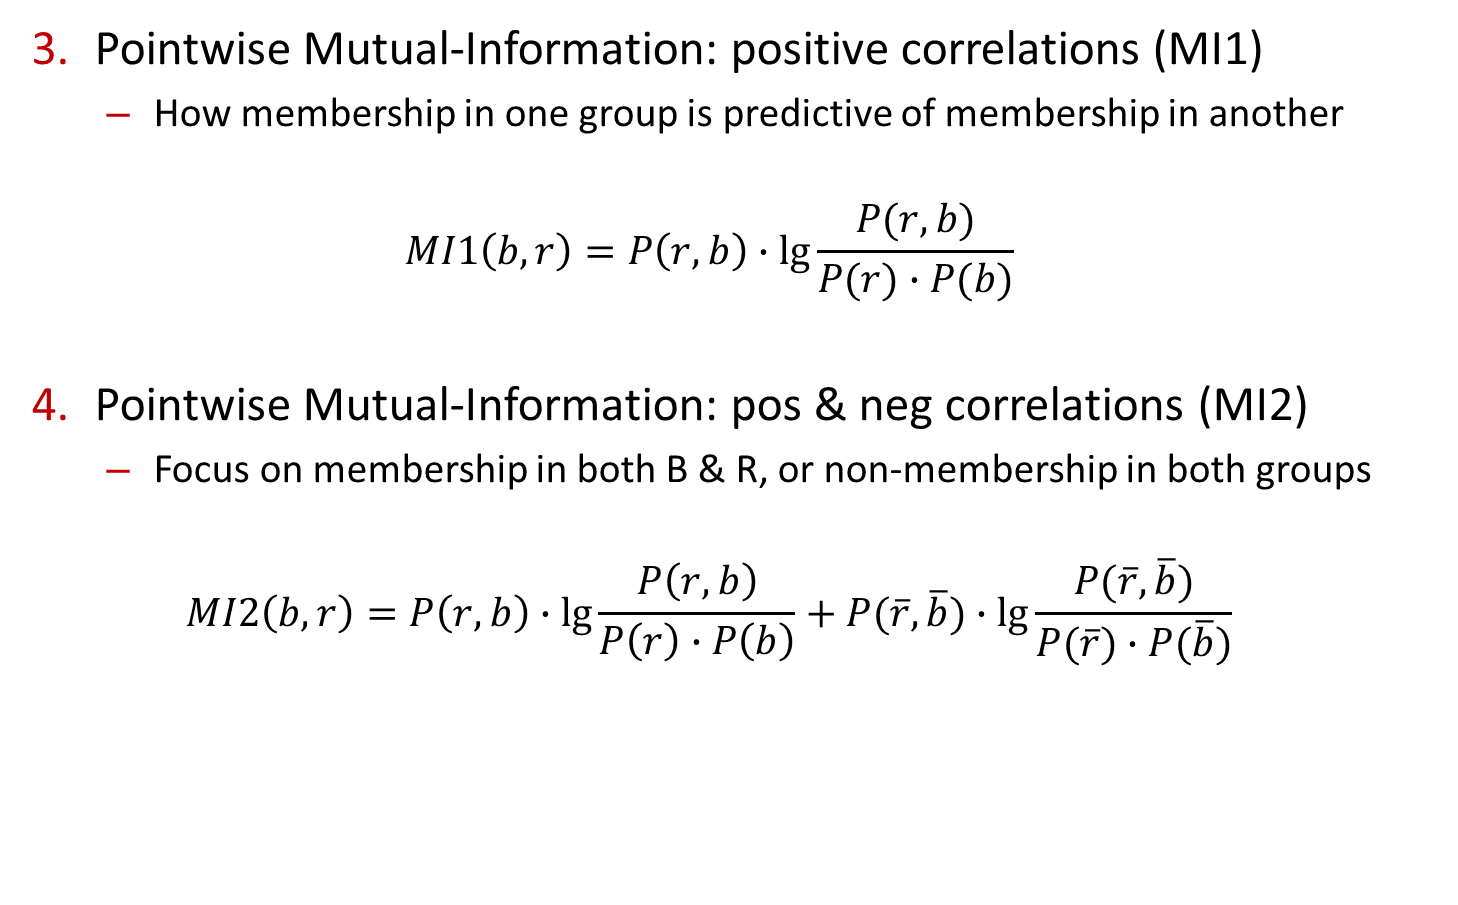 3. Pointwise Mutual-Information: positive correlations (MI1)
– How membership in one group is predictive of membership in another
MI1(b, r) = P(r, b) · lg P(r, b) / P(r) · P(b)
4. Pointwise Mutual-Information: pos & neg correlations (MI2)
– Focus on membership in both B & R, or non-membership in both groups
MI2(b, r) = P(r, b) · lg P(r, b) / P(r) · P(b) + P(r̄, b̄) · lg P(r̄, b̄) / P(r̄) · P(b̄)